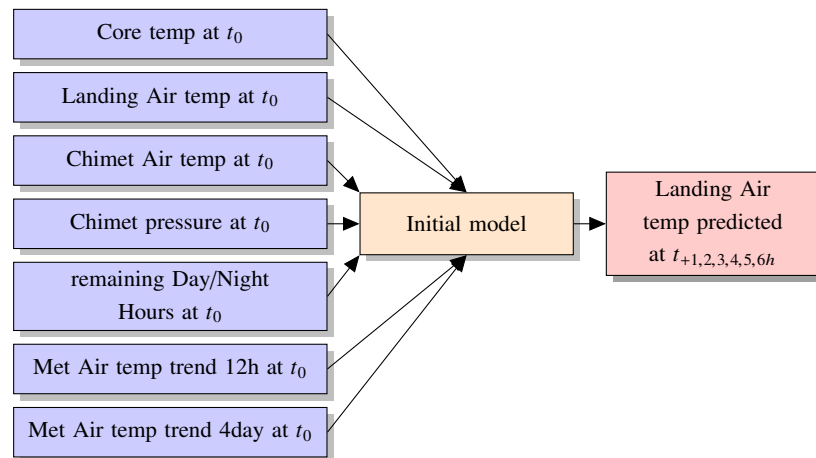 Core temp at t₀
Landing Air temp at t₀
Chimet Air temp at t₀
Chimet pressure at t₀
remaining Day/Night
Hours at t₀
Met Air temp trend 12h at t₀
Met Air temp trend 4day at t₀
Initial model
Landing Air
temp predicted
at t₊₁,₂,₃,₄,₅,₆ₕ